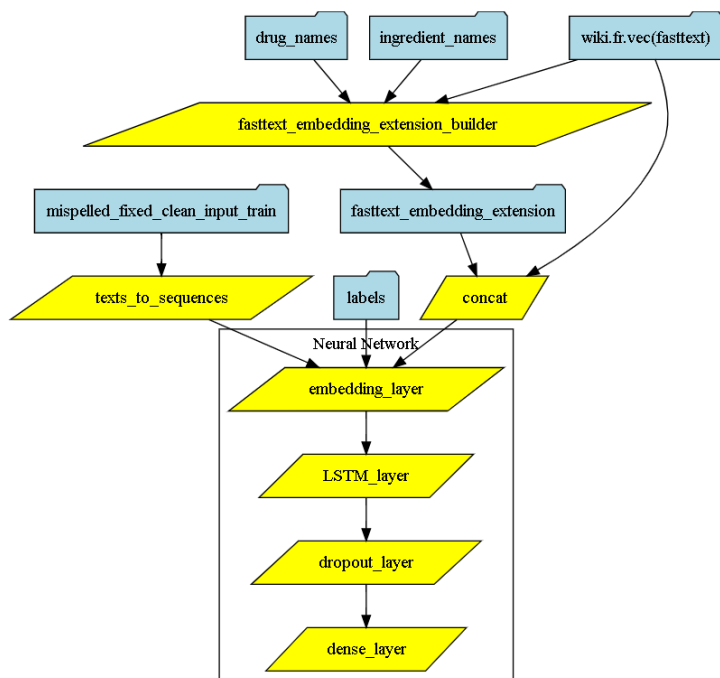 drug_names
ingredient_names
wiki.fr.vec(fasttext)
fasttext_embedding_extension_builder
mispelled_fixed_clean_input_train
fasttext_embedding_extension
texts_to_sequences
labels
concat
Neural Network
embedding_layer
LSTM_layer
dropout_layer
dense_layer